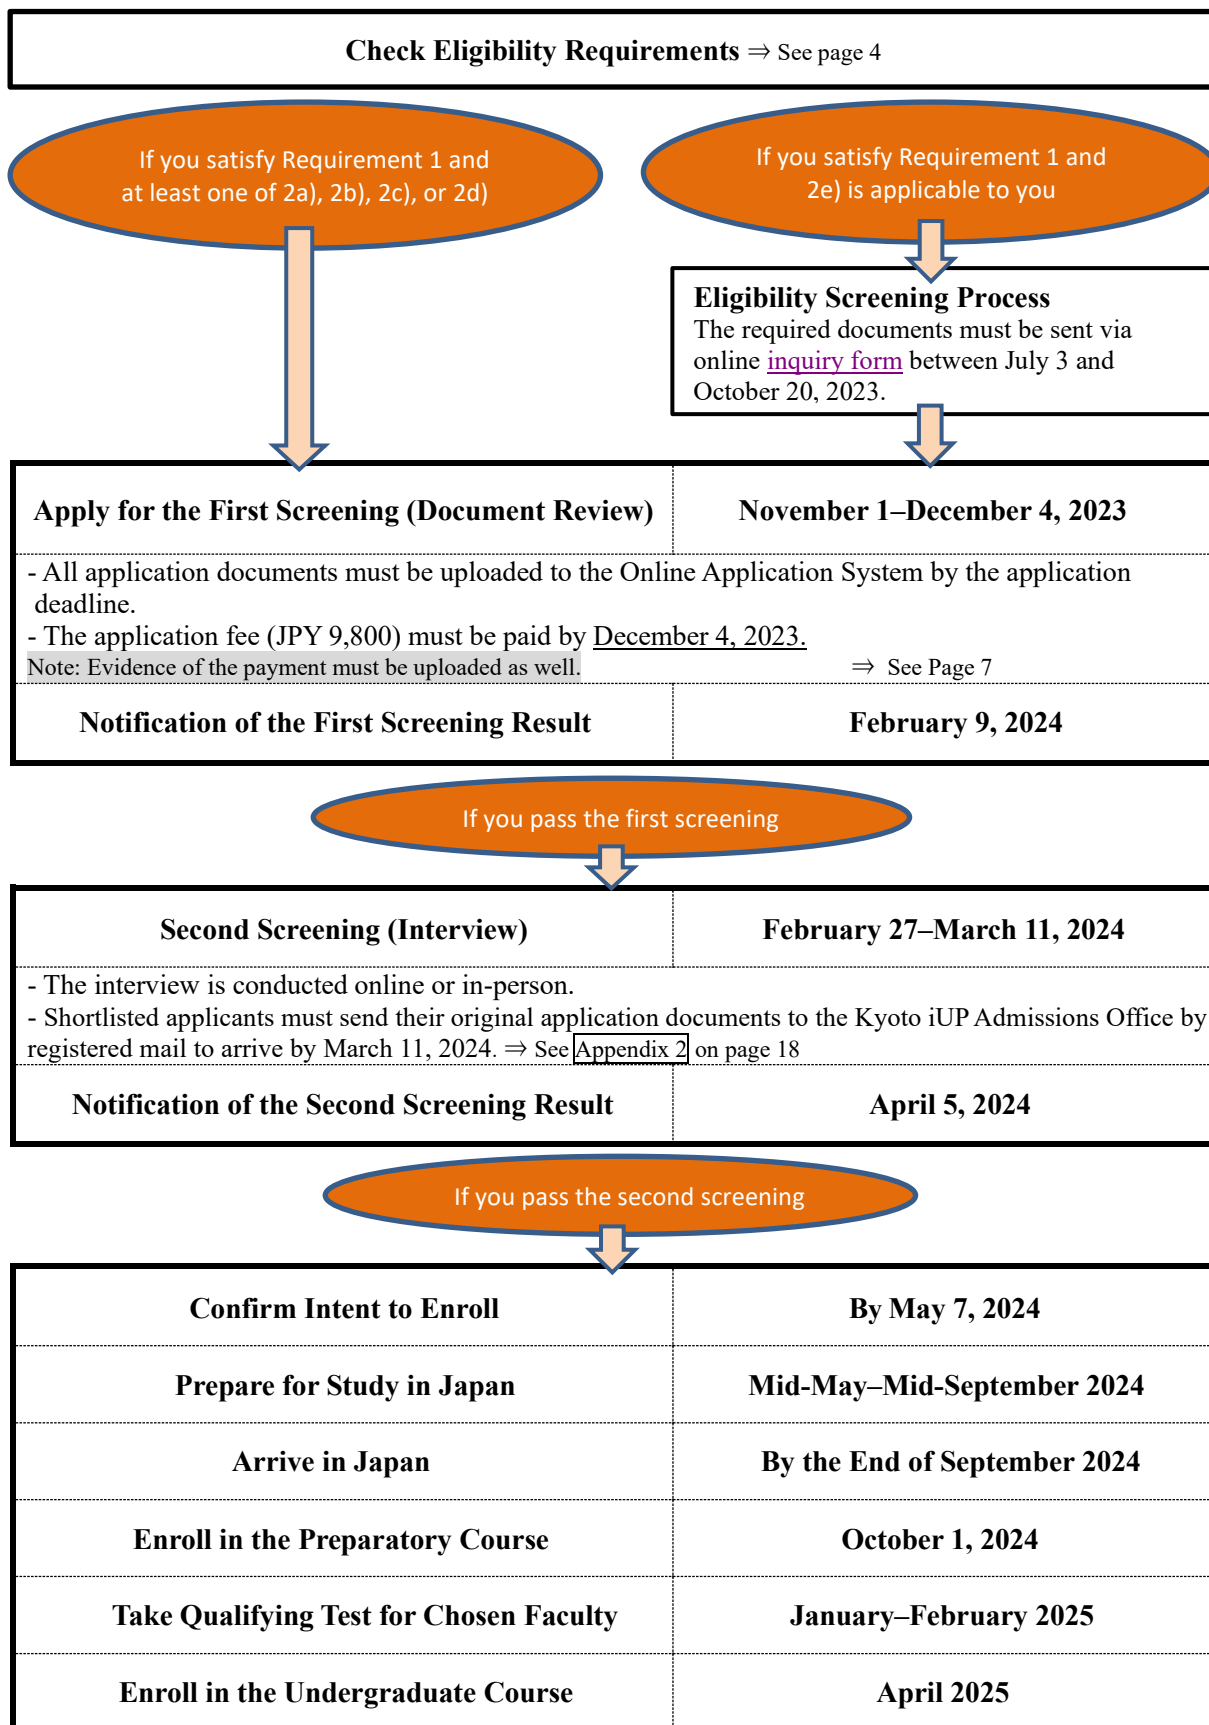 Check Eligibility Requirements ⇒ See page 4
If you satisfy Requirement 1 and
at least one of 2a), 2b), 2c), or 2d)
If you satisfy Requirement 1 and
2e) is applicable to you
Eligibility Screening Process
The required documents must be sent via
online inquiry form between July 3 and
October 20, 2023.
Apply for the First Screening (Document Review) November 1–December 4, 2023
- All application documents must be uploaded to the Online Application System by the application
deadline.
- The application fee (JPY 9,800) must be paid by December 4, 2023.
Note: Evidence of the payment must be uploaded as well. ⇒ See Page 7
Notification of the First Screening Result February 9, 2024
If you pass the first screening
Second Screening (Interview) February 27–March 11, 2024
- The interview is conducted online or in-person.
- Shortlisted applicants must send their original application documents to the Kyoto iUP Admissions Office by
registered mail to arrive by March 11, 2024. ⇒ See Appendix 2 on page 18
Notification of the Second Screening Result April 5, 2024
If you pass the second screening
Confirm Intent to Enroll By May 7, 2024
Prepare for Study in Japan Mid-May–Mid-September 2024
Arrive in Japan By the End of September 2024
Enroll in the Preparatory Course October 1, 2024
Take Qualifying Test for Chosen Faculty January–February 2025
Enroll in the Undergraduate Course April 2025